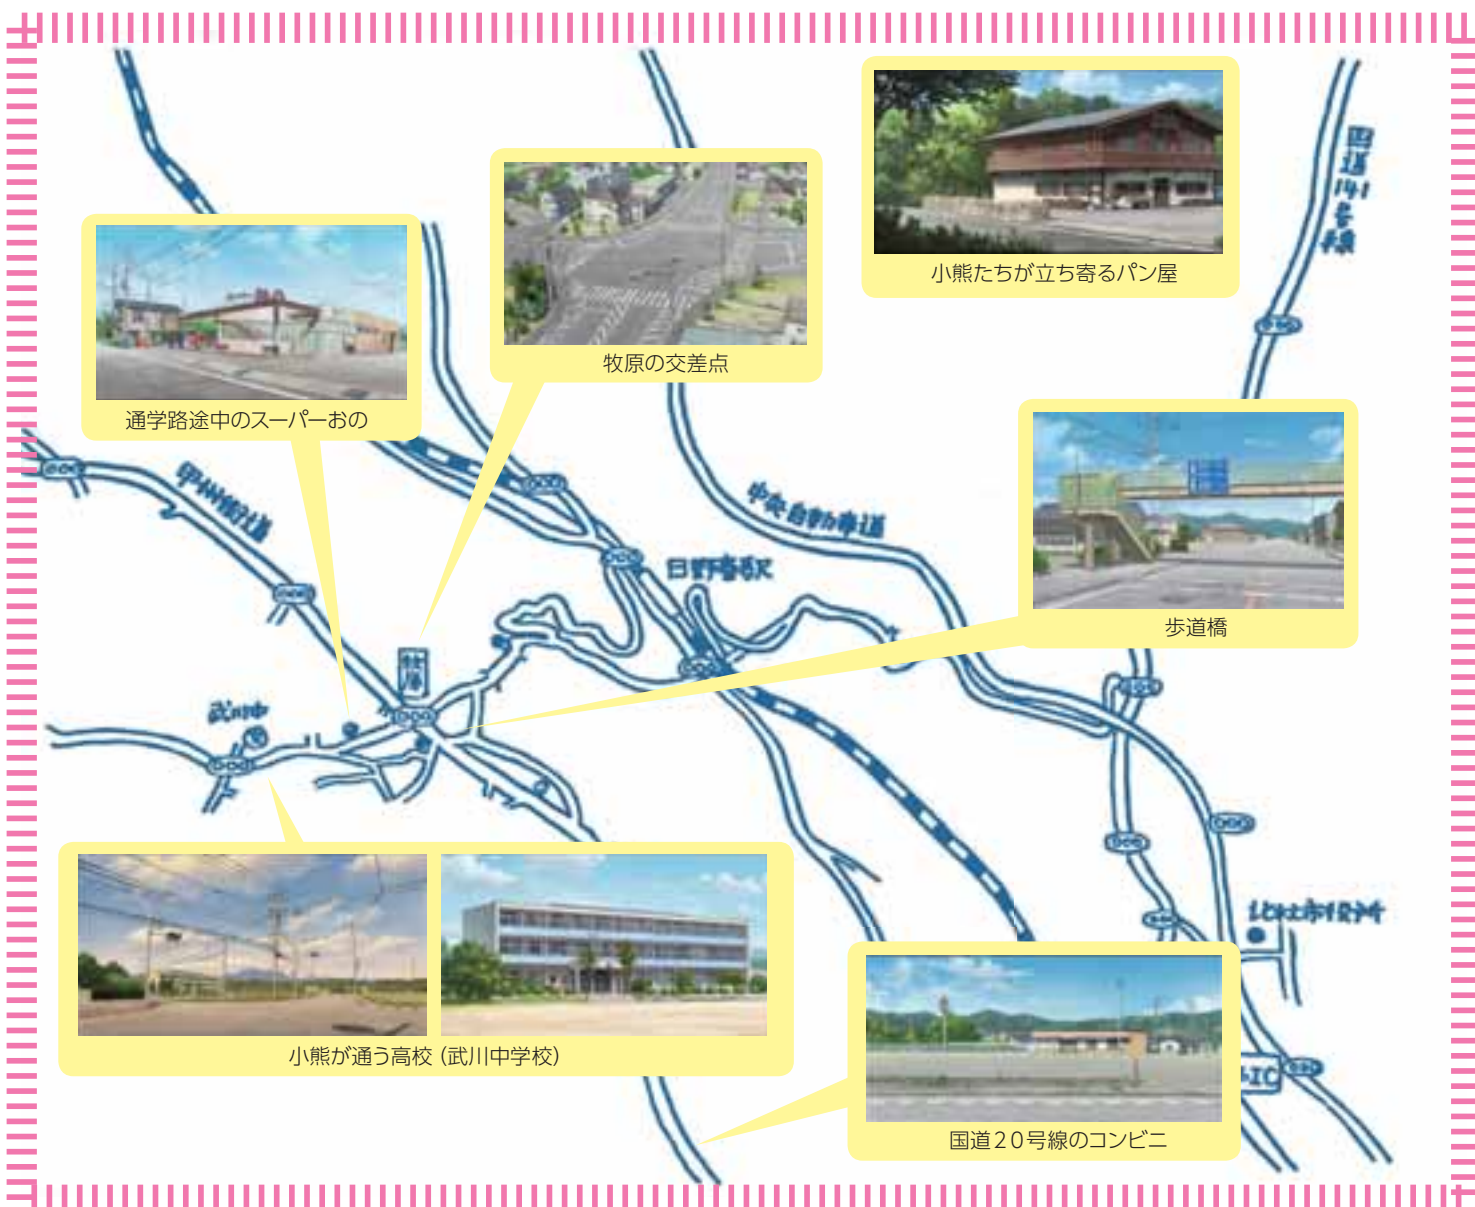 国道141号線
小熊たちが立ち寄るパン屋
牧原の交差点
通学路途中のスーパーおの
甲州街道
中央自動車道
日野春駅
歩道橋
牧原
武川中
北杜市役所
小熊が通う高校（武川中学校）
IC
国道20号線のコンビニ